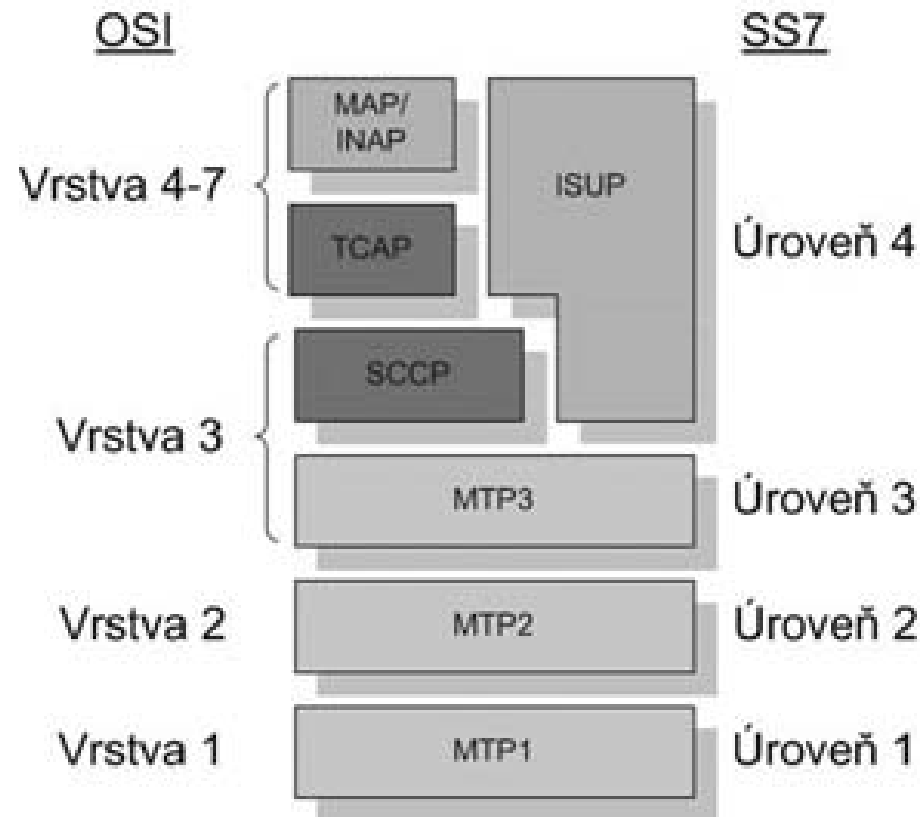 OSI
SS7
MAP/
INAP
ISUP
Vrstva 4-7
TCAP
Úroveň 4
SCCP
Vrstva 3
MTP3
Úroveň 3
Vrstva 2
MTP2
Úroveň 2
Vrstva 1
MTP1
Úroveň 1